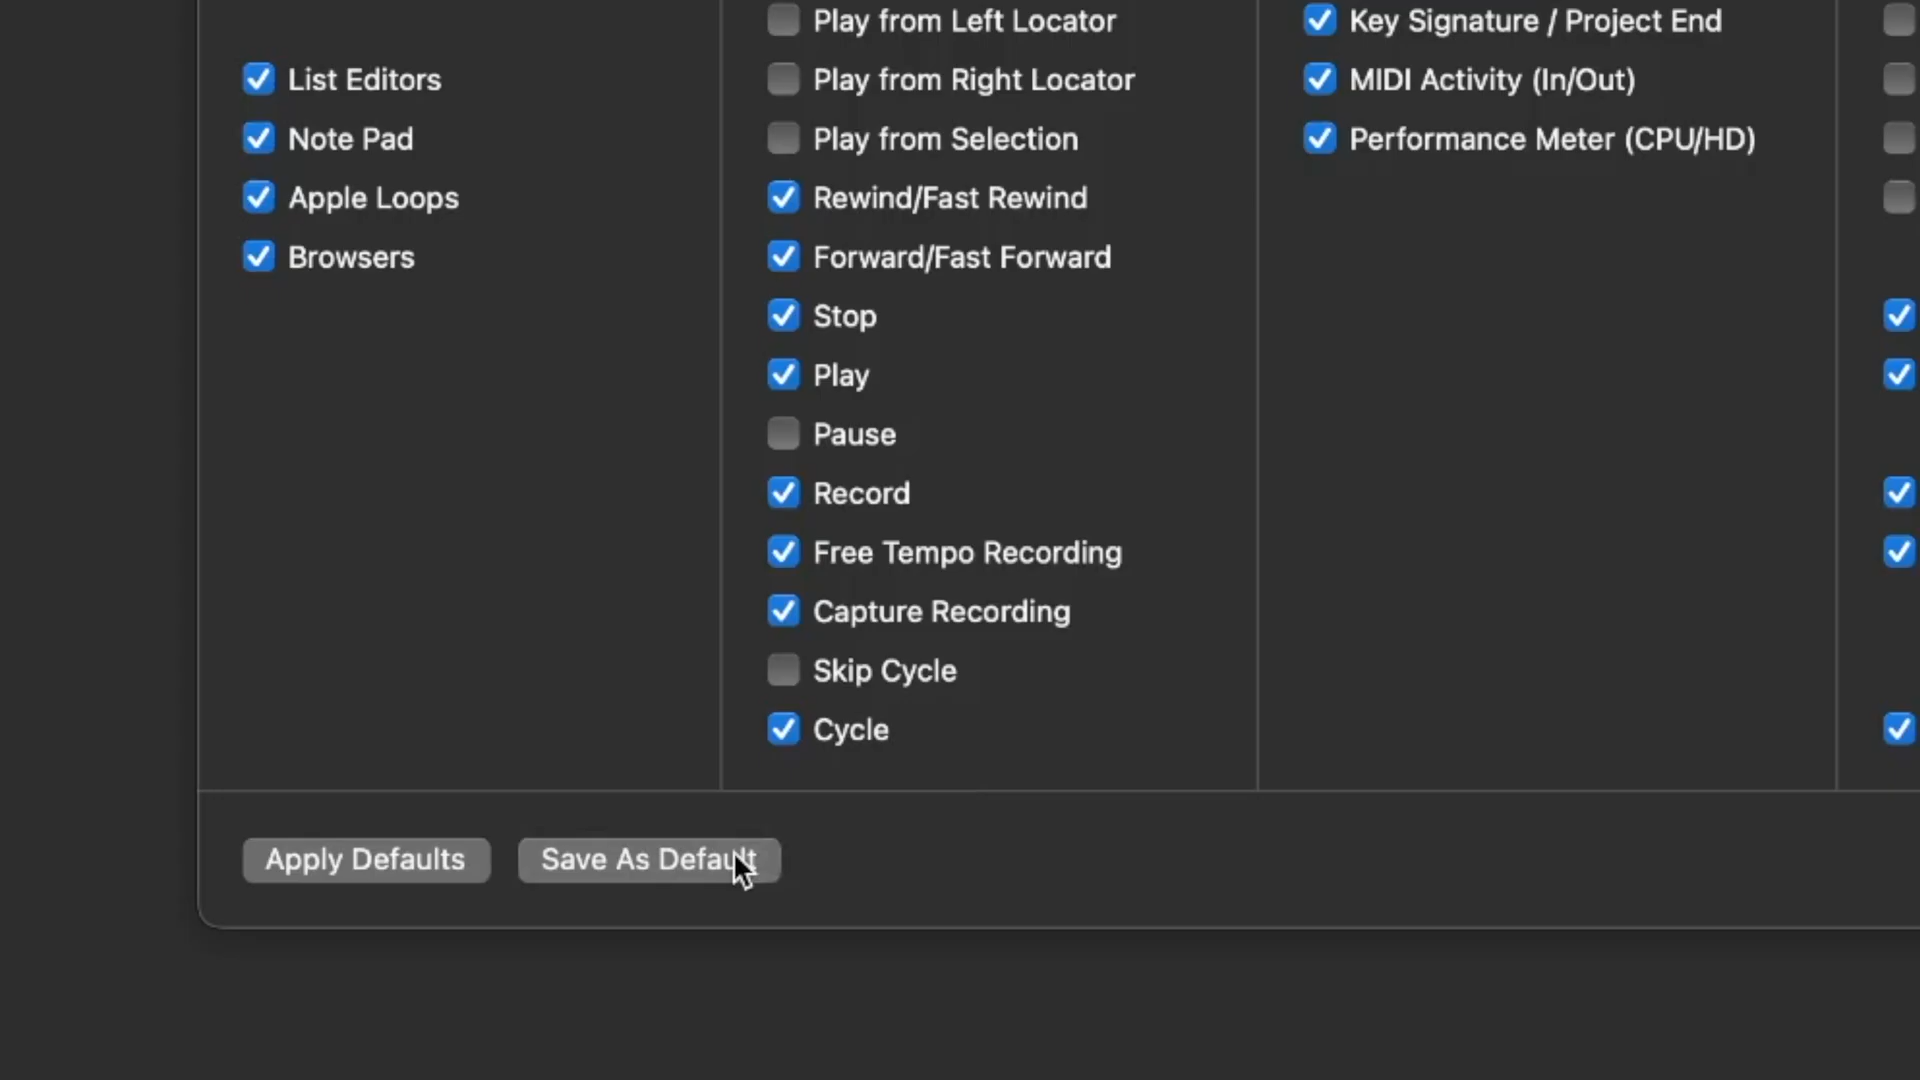 List Editors
Note Pad
Apple Loops
Browsers
Play from Left Locator
Play from Right Locator
Play from Selection
Rewind/Fast Rewind
Forward/Fast Forward
Stop
Play
Pause
Record
Free Tempo Recording
Capture Recording
Skip Cycle
Cycle
Key Signature / Project End
MIDI Activity (In/Out)
Performance Meter (CPU/HD)
Apply Defaults
Save As Default